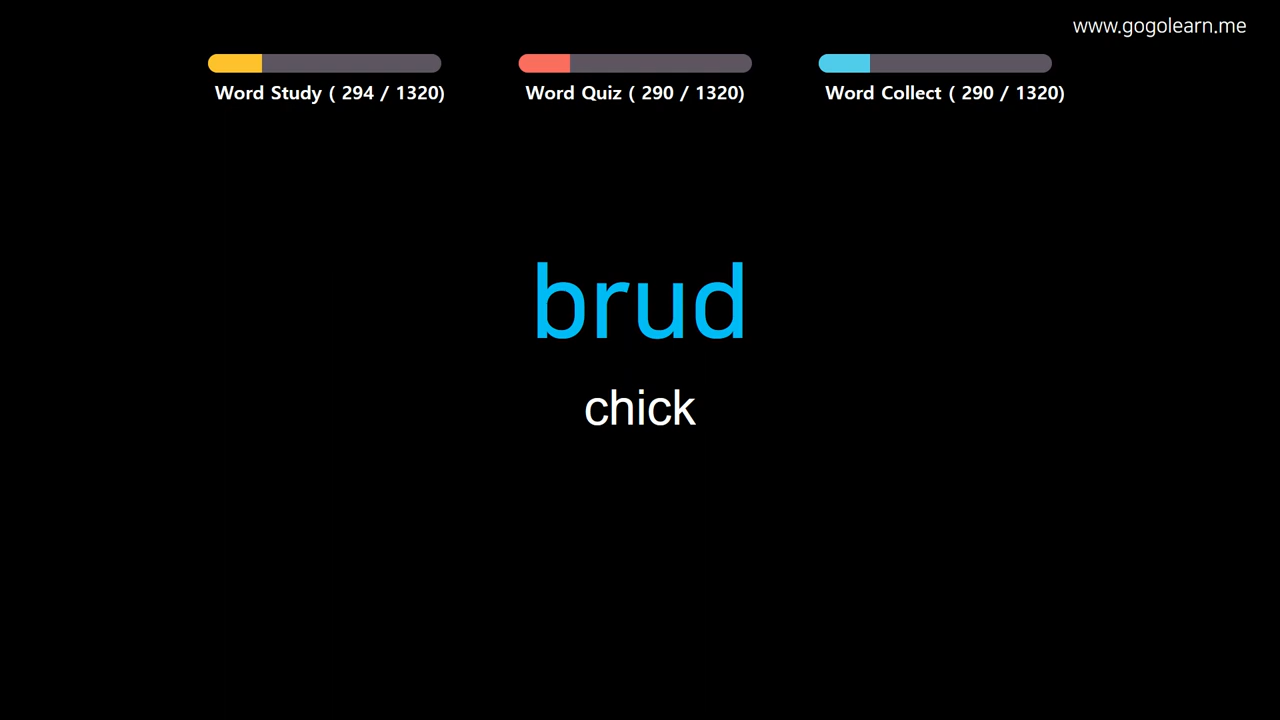 www.gogolearn.me
Word Study ( 294 / 1320)
Word Quiz ( 290 / 1320)
Word Collect ( 290 / 1320)
brud
chick